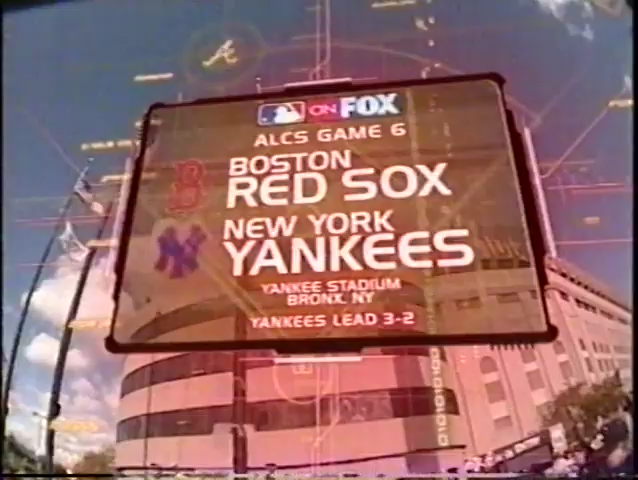 MLB ON FOX
ALCS GAME 6
BOSTON
RED SOX
NEW YORK
YANKEES
YANKEE STADIUM
BRONX, NY
YANKEES LEAD 3-2